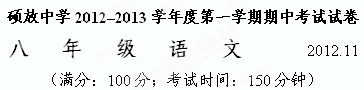 硕放中学2012–2013学年度第一学期期中考试试卷
八年级语文 2012.11
（满分：100分；考试时间：150分钟）